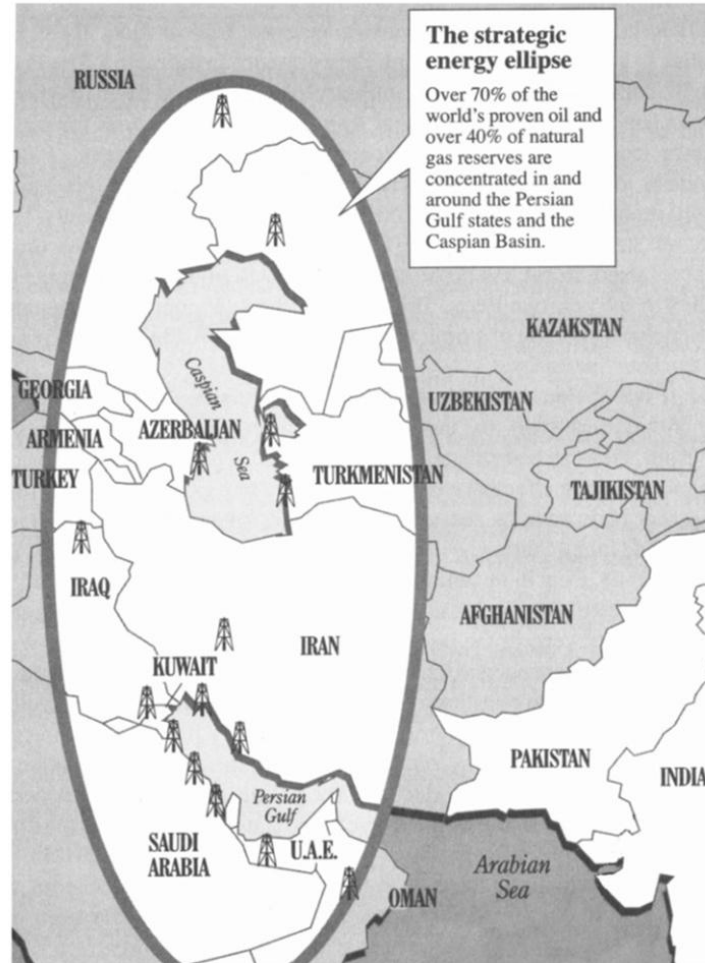 The strategic
energy ellipse
Over 70% of the
world's proven oil and
over 40% of natural
gas reserves are
concentrated in and
around the Persian
Gulf states and the
Caspian Basin.
RUSSIA
KAZAKSTAN
GEORGIA
UZBEKISTAN
ARMENIA
AZERBAIJAN
Caspian
Sea
TURKEY
TURKMENISTAN
TAJIKISTAN
IRAQ
AFGHANISTAN
KUWAIT
IRAN
PAKISTAN
INDIA
Persian
Gulf
SAUDI
ARABIA
U.A.E.
OMAN
Arabian
Sea